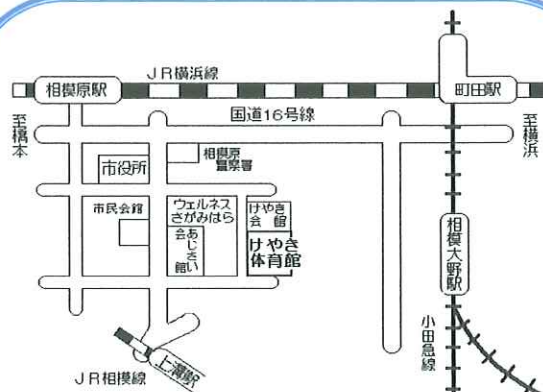 JR横浜線
相模原駅
町田駅
国道16号線
至橋本
至横浜
市役所
相模原
警察署
市民会館
ウェルネス
さがみはら
あじさい
会館
けやき
会館
けやき
体育館
相模大野駅
小田急線
上溝駅
JR相模線